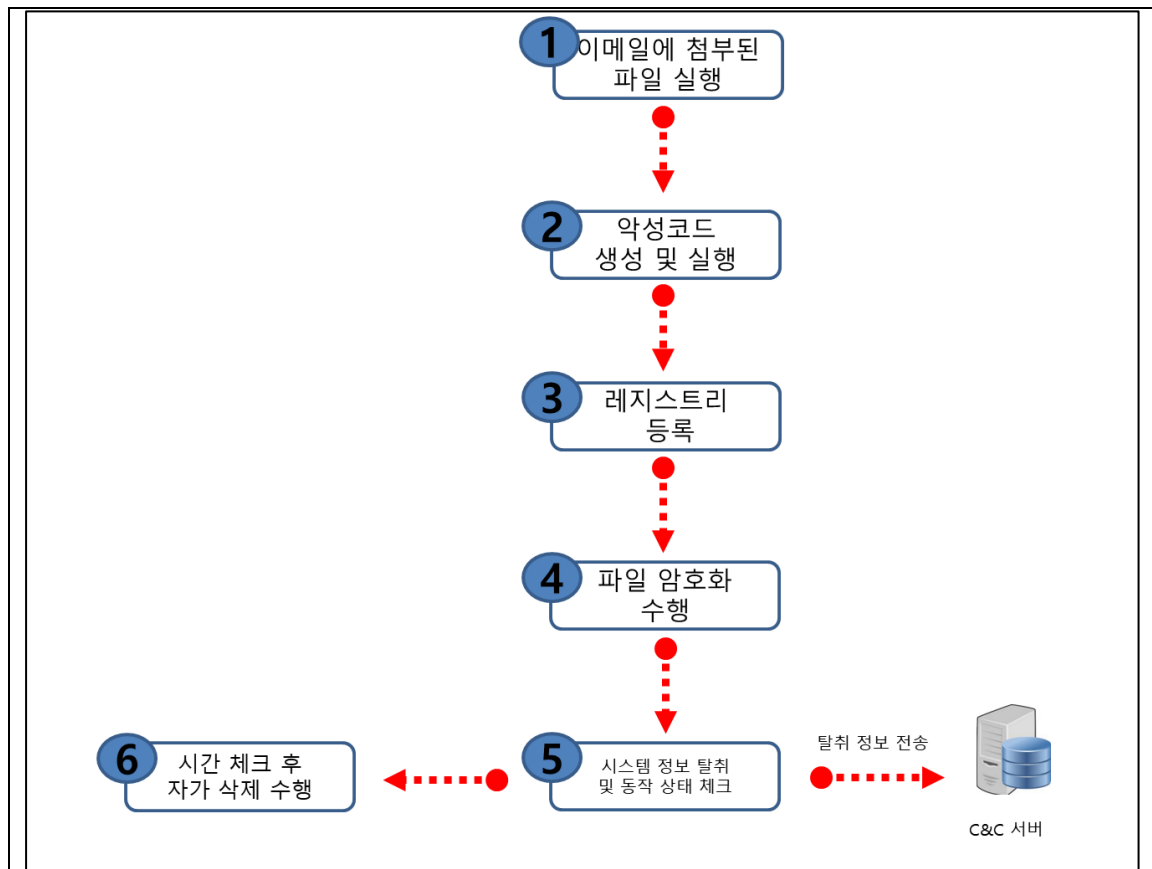 1
이메일에 첨부된
파일 실행
2
악성코드
생성 및 실행
3
레지스트리
등록
4
파일 암호화
수행
5
시스템 정보 탈취
및 동작 상태 체크
탈취 정보 전송
C&C 서버
6
시간 체크 후
자가 삭제 수행